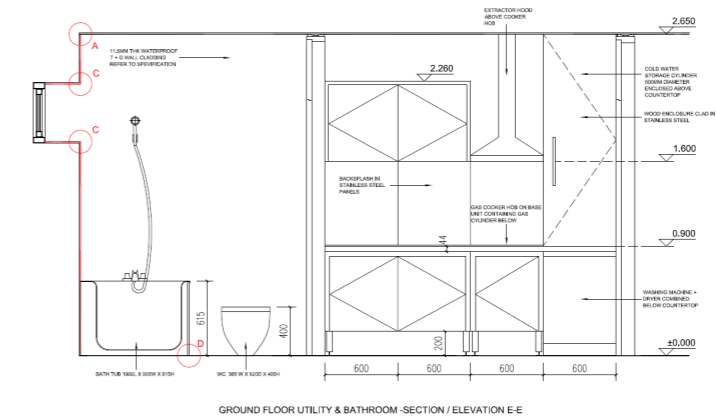 EXTRACTOR HOOD
ABOVE COOKER
HOB
2.650
A
11.5MM THK WATERPROOF
T + G WALL CLADDING
REFER TO SPEVIFICATION
C
2.260
COLD WATER
STORAGE CYLINDER
500MM DIAMETER
ENCLOSED ABOVE
COUNTERTOP
WOOD ENCLOSURE CLAD IN
STAINLESS STEEL
C
1.600
BACKSPLASH IN
STAINLESS STEEL
PANELS
GAS COOKER HOB ON BASE
UNIT CONTAINING GAS
CYLINDER BELOW
44
0.900
WASHING MACHINE +
DRYER COMBINED
BELOW COUNTERTOP
615
400
200
D
±0.000
BATH TUB 1680L X 900W X 615H
WC 365 W X 520D X 400H
600
600
600
600
GROUND FLOOR UTILITY & BATHROOM -SECTION / ELEVATION E-E